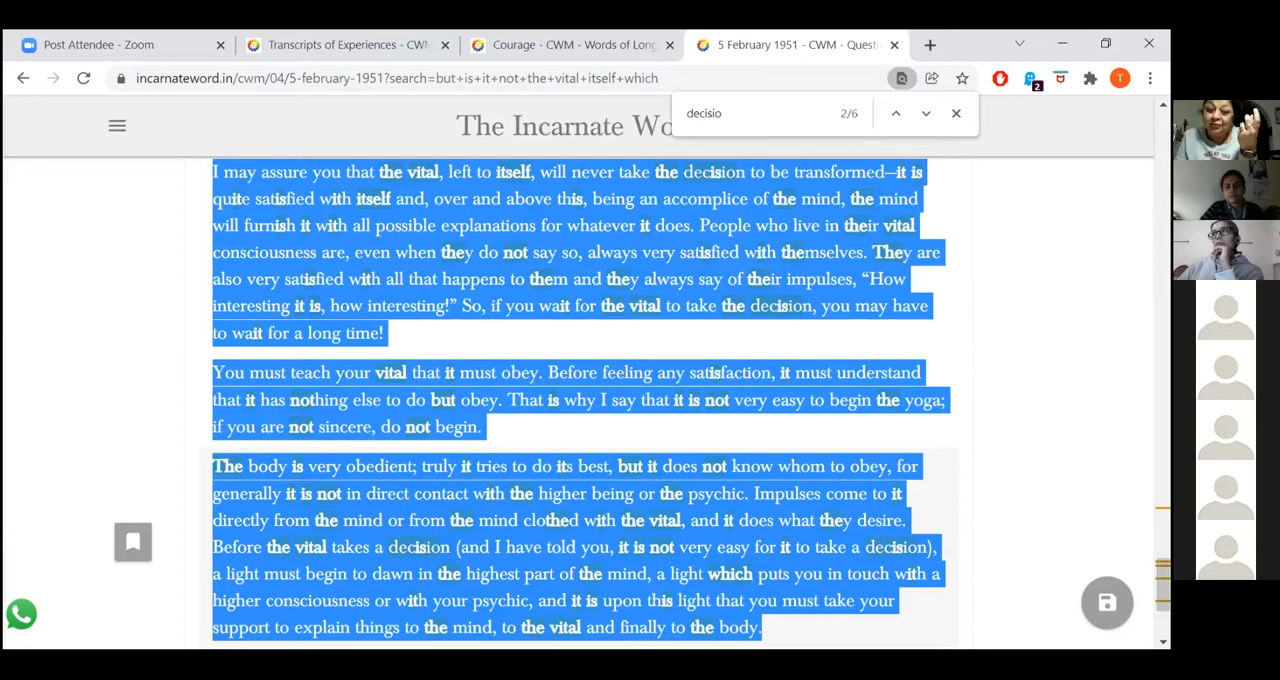 Post Attendee - Zoom
Transcripts of Experiences - CWM
Courage - CWM - Words of Long
5 February 1951 - CWM - Questi
incarnateword.in/cwm/04/5-february-1951?search=but+is+it+not+the+vital+itself+which
2
T
decisio 2/6
The Incarnate Wo
I may assure you that the vital, left to itself, will never take the decision to be transformed—it is
quite satisfied with itself and, over and above this, being an accomplice of the mind, the mind
will furnish it with all possible explanations for whatever it does. People who live in their vital
consciousness are, even when they do not say so, always very satisfied with themselves. They are
also very satisfied with all that happens to them and they always say of their impulses, “How
interesting it is, how interesting!” So, if you wait for the vital to take the decision, you may have
to wait for a long time!
You must teach your vital that it must obey. Before feeling any satisfaction, it must understand
that it has nothing else to do but obey. That is why I say that it is not very easy to begin the yoga;
if you are not sincere, do not begin.
The body is very obedient; truly it tries to do its best, but it does not know whom to obey, for
generally it is not in direct contact with the higher being or the psychic. Impulses come to it
directly from the mind or from the mind clothed with the vital, and it does what they desire.
Before the vital takes a decision (and I have told you, it is not very easy for it to take a decision),
a light must begin to dawn in the highest part of the mind, a light which puts you in touch with a
higher consciousness or with your psychic, and it is upon this light that you must take your
support to explain things to the mind, to the vital and finally to the body.